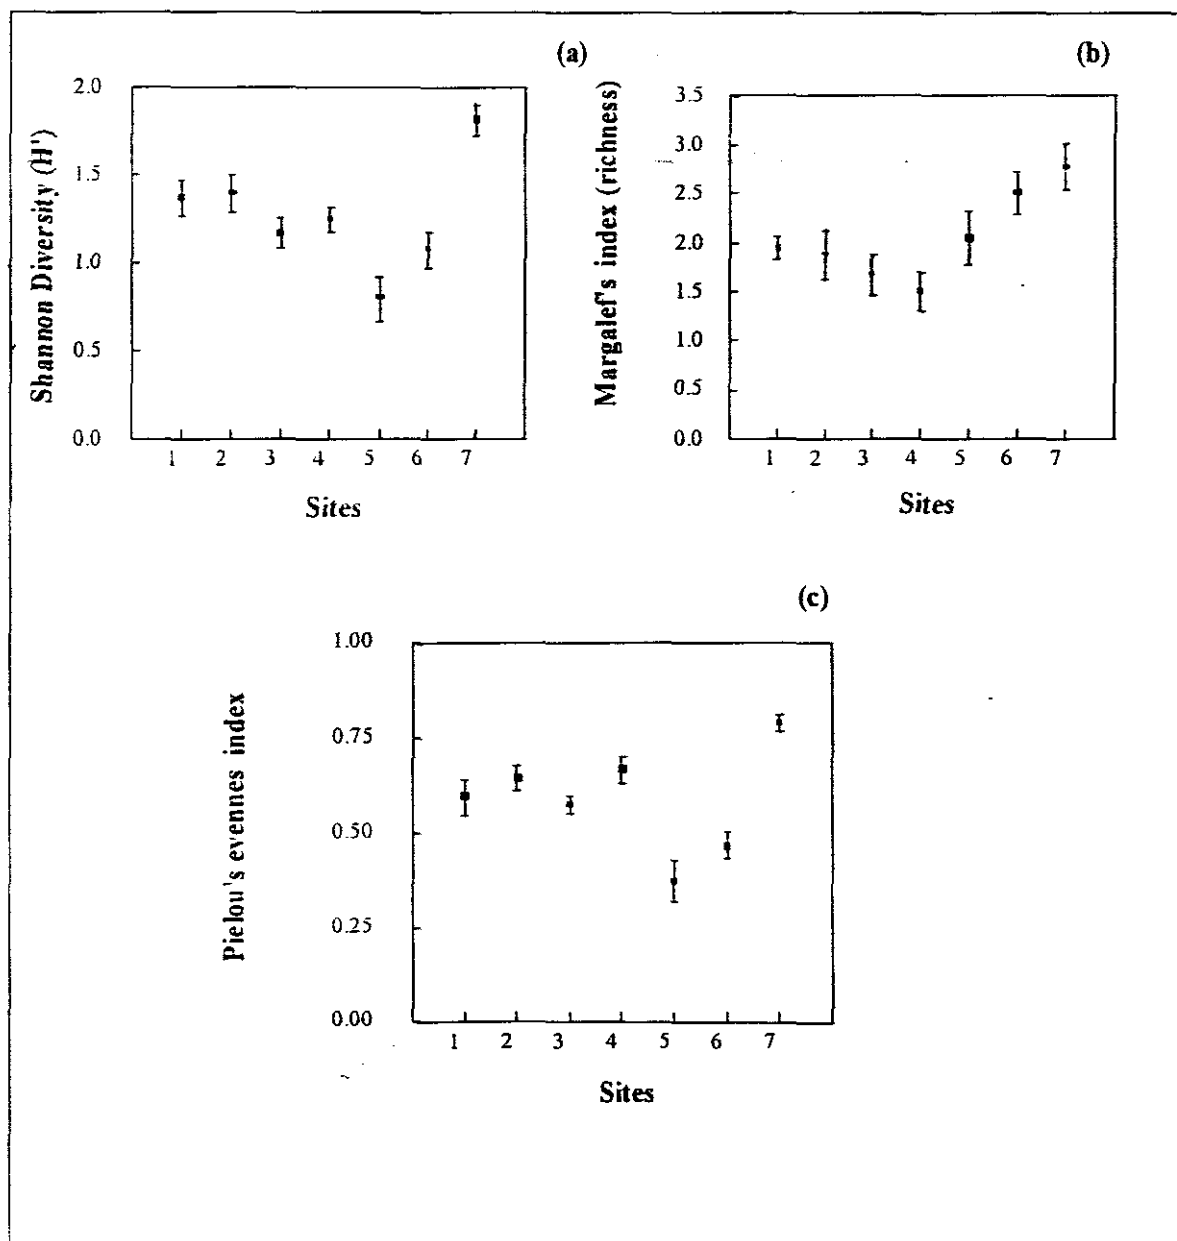 (a)
Shannon Diversity (H')
2.0
1.5
1.0
0.5
0.0
1 2 3 4 5 6 7
Sites
(b)
Margalef's index (richness)
3.5
3.0
2.5
2.0
1.5
1.0
0.5
0.0
1 2 3 4 5 6 7
Sites
(c)
Pielou's evennes index
1.00
0.75
0.50
0.25
0.00
1 2 3 4 5 6 7
Sites